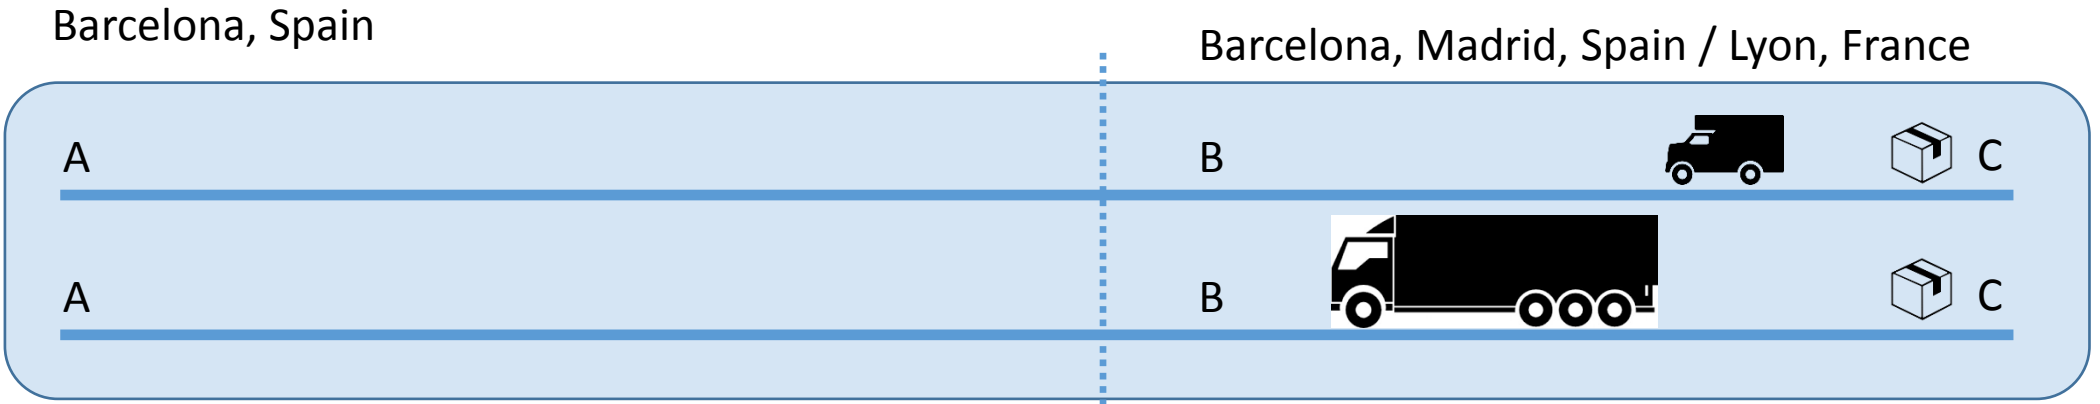 Barcelona, Spain
Barcelona, Madrid, Spain / Lyon, France
A B C
A B C